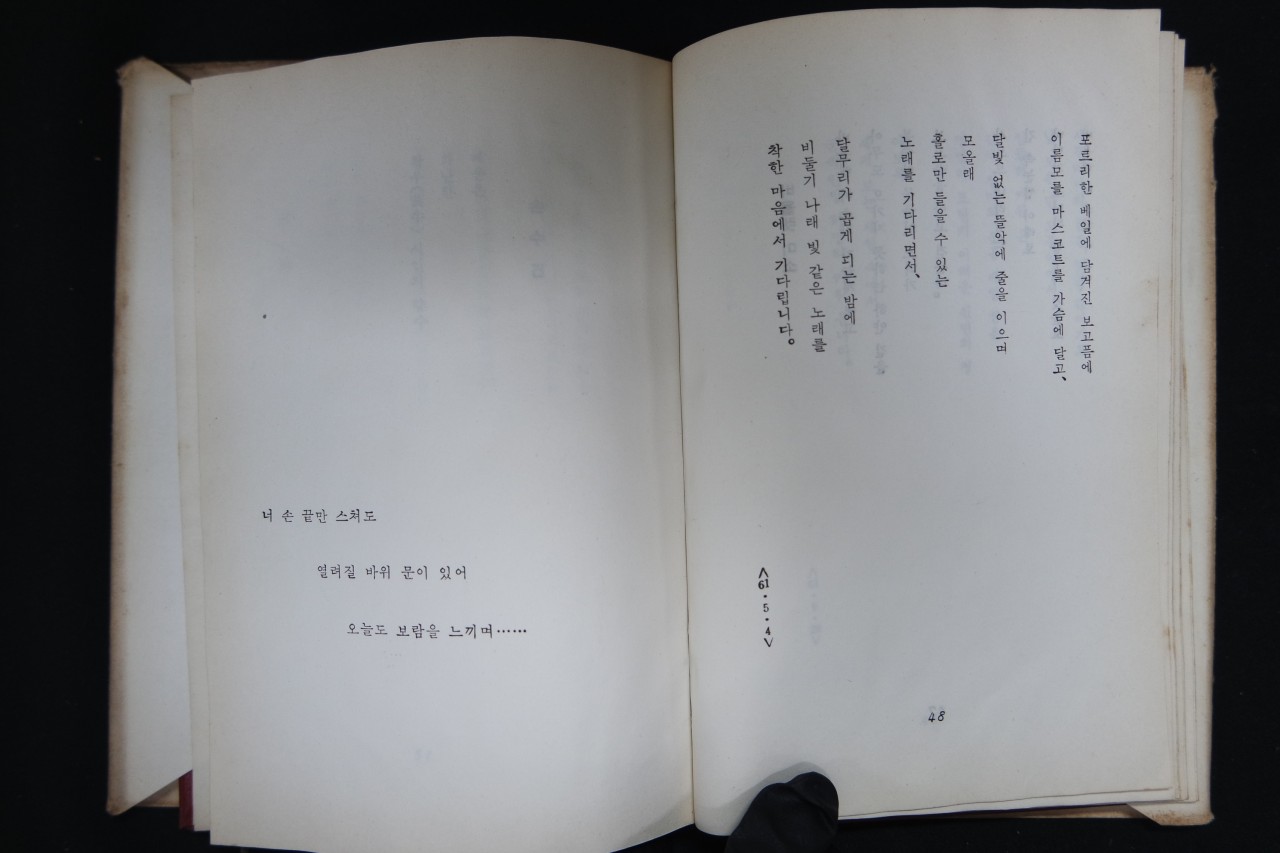 포르리한 베일에 담겨진 보고픔에
이름모를 마스코트를 가슴에 달고、
달빛 없는 뜰악에 줄을 이으며
모올래
홀로만 들을 수 있는
노래를 기다리면서、
달무리가 곱게 피는 밤에
비둘기 나래 빛 같은 노래를
착한 마음에서 기다립니다。
<61・5・4>
48
너 손 끝만 스쳐도
열려질 바위 문이 있어
오늘도 보람을 느끼며……